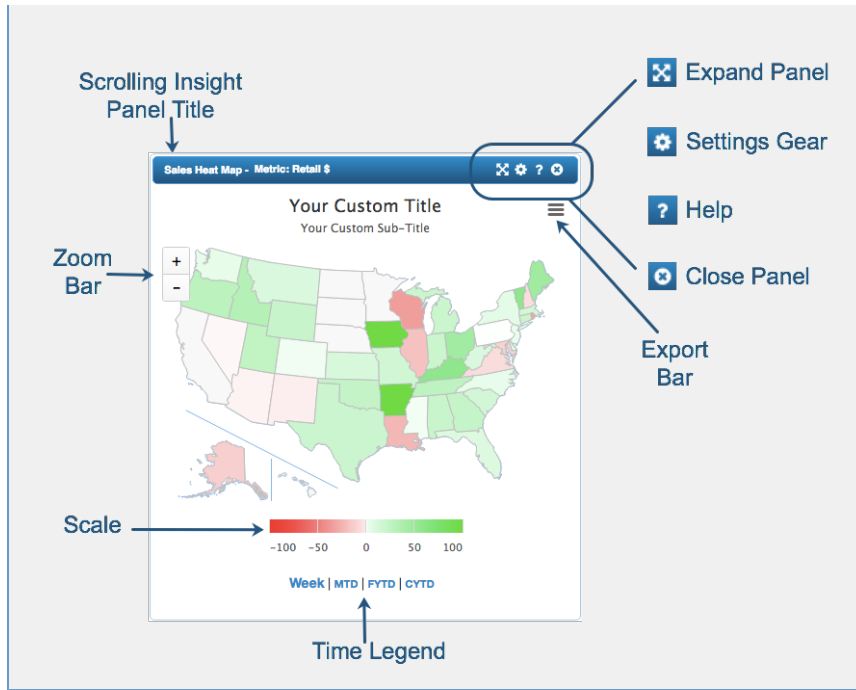 Scrolling Insight
Panel Title
Expand Panel
Settings Gear
? Help
Close Panel
Sales Heat Map - Metric: Retail $
?
Your Custom Title
Your Custom Sub-Title
Zoom
Bar
+
-
Export
Bar
Scale
-100 -50 0 50 100
Week | MTD | FYTD | CYTD
Time Legend